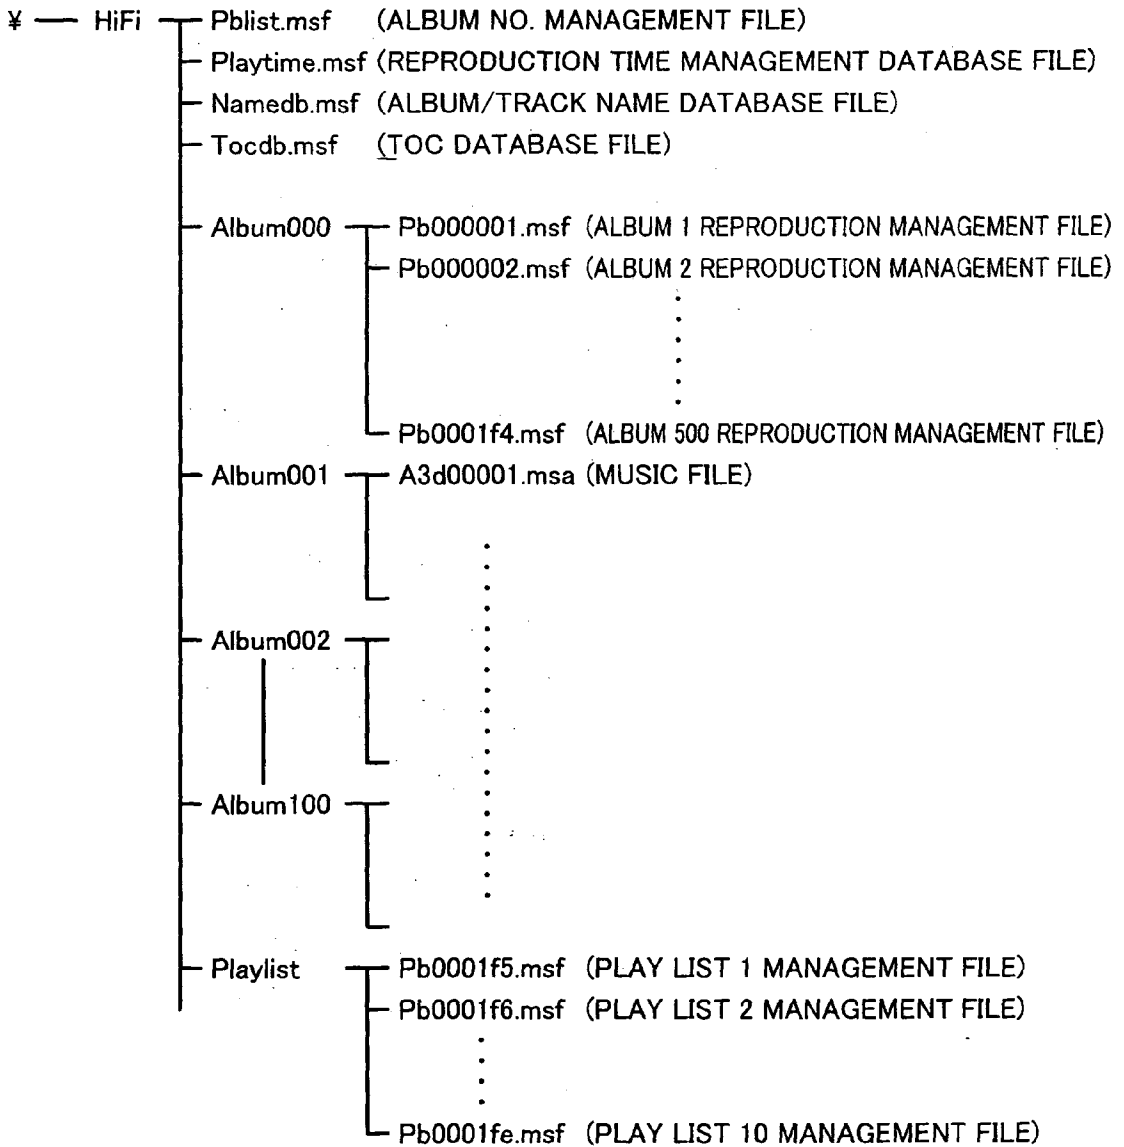 ¥ HiFi Pblist.msf (ALBUM NO. MANAGEMENT FILE)
Playtime.msf (REPRODUCTION TIME MANAGEMENT DATABASE FILE)
Namedb.msf (ALBUM/TRACK NAME DATABASE FILE)
Tocdb.msf (TOC DATABASE FILE)
Album000 Pb000001.msf (ALBUM 1 REPRODUCTION MANAGEMENT FILE)
Pb000002.msf (ALBUM 2 REPRODUCTION MANAGEMENT FILE)
Pb0001f4.msf (ALBUM 500 REPRODUCTION MANAGEMENT FILE)
Album001 A3d00001.msa (MUSIC FILE)
Album002
Album100
Playlist Pb0001f5.msf (PLAY LIST 1 MANAGEMENT FILE)
Pb0001f6.msf (PLAY LIST 2 MANAGEMENT FILE)
Pb0001fe.msf (PLAY LIST 10 MANAGEMENT FILE)